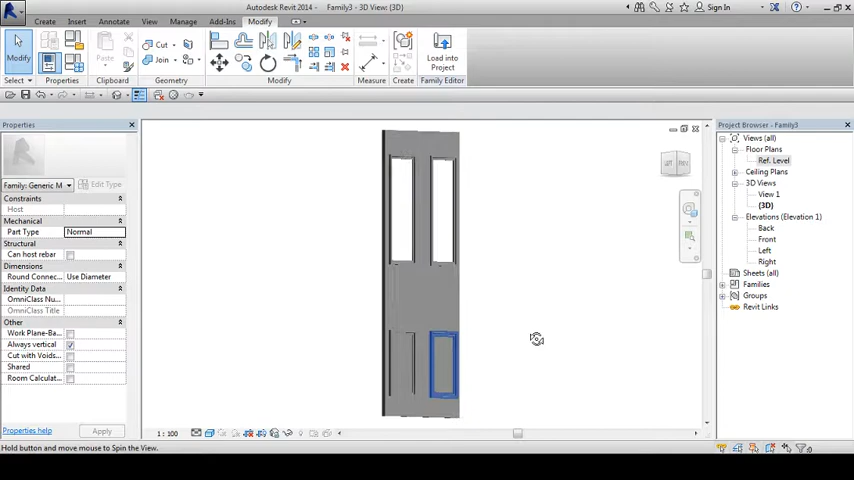 Autodesk Revit 2014 - Family3 - 3D View: (3D)
Sign In
Create Insert Annotate View Manage Add-Ins Modify
Modify
Cut
Join
Load into
Project
Select Properties Clipboard Geometry Modify Measure Create Family Editor
Properties
Family: Generic M
Edit Type
Constraints
Host
Mechanical
Part Type Normal
Structural
Can host rebar
Dimensions
Round Connec... Use Diameter
Identity Data
OmniClass Nu...
OmniClass Title
Other
Work Plane-Ba...
Always vertical
Cut with Voids...
Shared
Room Calculat...
Properties help
Apply
Project Browser - Family3
Views (all)
Floor Plans
Ref. Level
Ceiling Plans
3D Views
View 1
(3D)
Elevations (Elevation 1)
Back
Front
Left
Right
Sheets (all)
Families
Groups
Revit Links
1 : 100
Hold button and move mouse to Spin the View.
:0